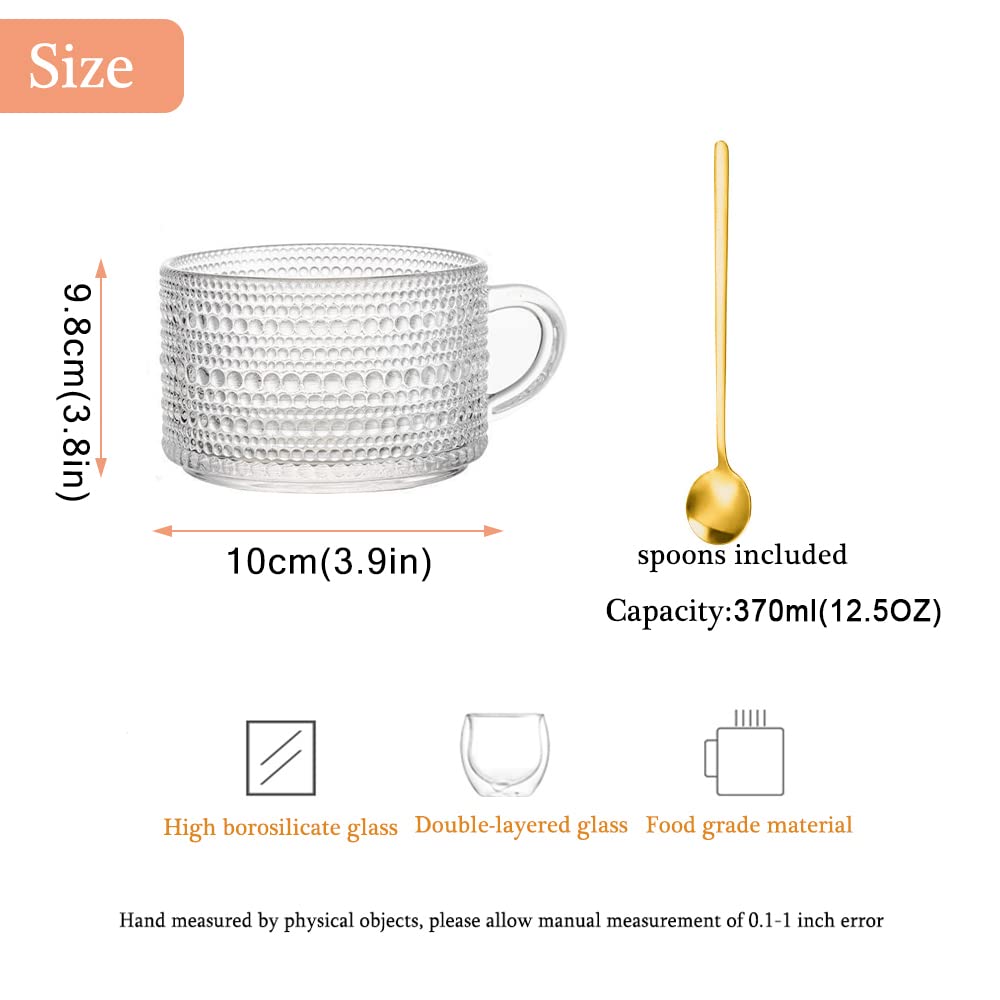 Size
9.8cm(3.8in)
10cm(3.9in)
spoons included
Capacity:370ml(12.5OZ)
High borosilicate glass
Double-layered glass
Food grade material
Hand measured by physical objects, please allow manual measurement of 0.1-1 inch error